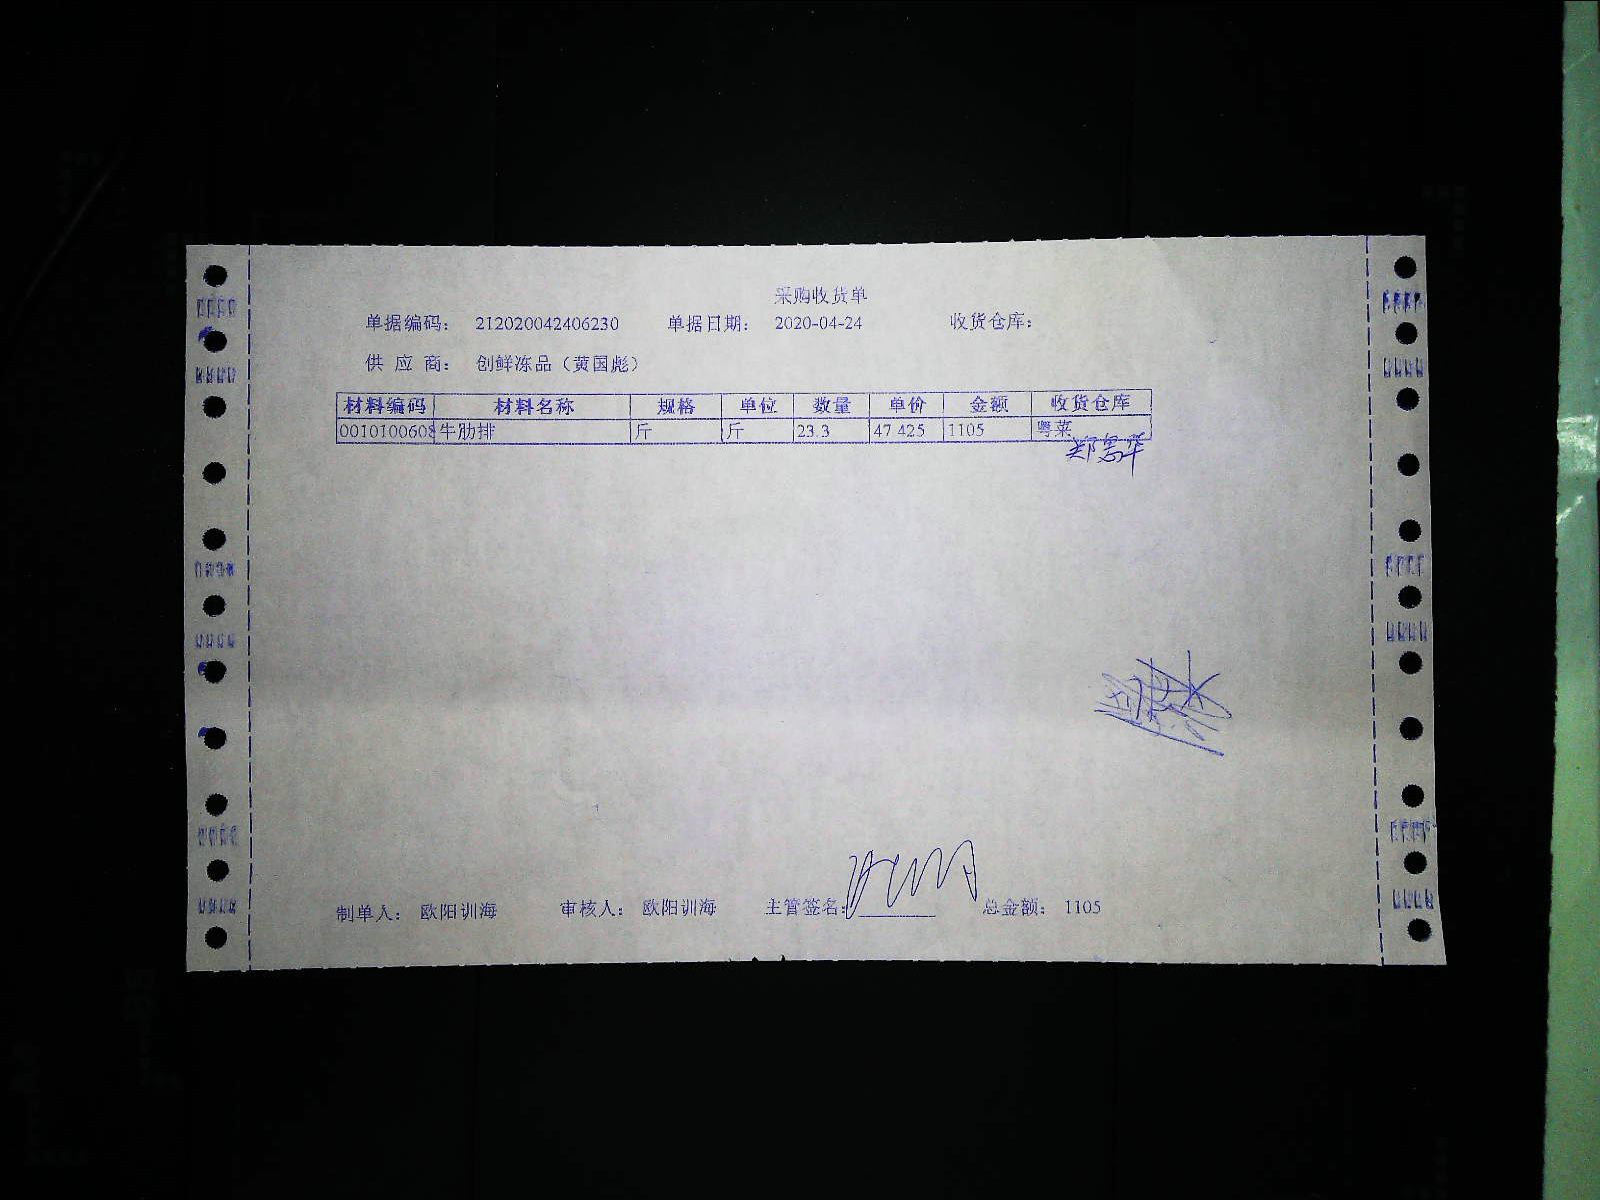 采购收货单
单据编码： 212020042406230 单据日期： 2020-04-24 收货仓库：
供 应 商： 创鲜冻品（黄国彪）
材料编码 材料名称 规格 单位 数量 单价 金额 收货仓库
0010100608 牛肋排 斤 斤 23.3 47.425 1105 粤菜
制单人： 欧阳训海 审核人： 欧阳训海 主管签名： 总金额： 1105